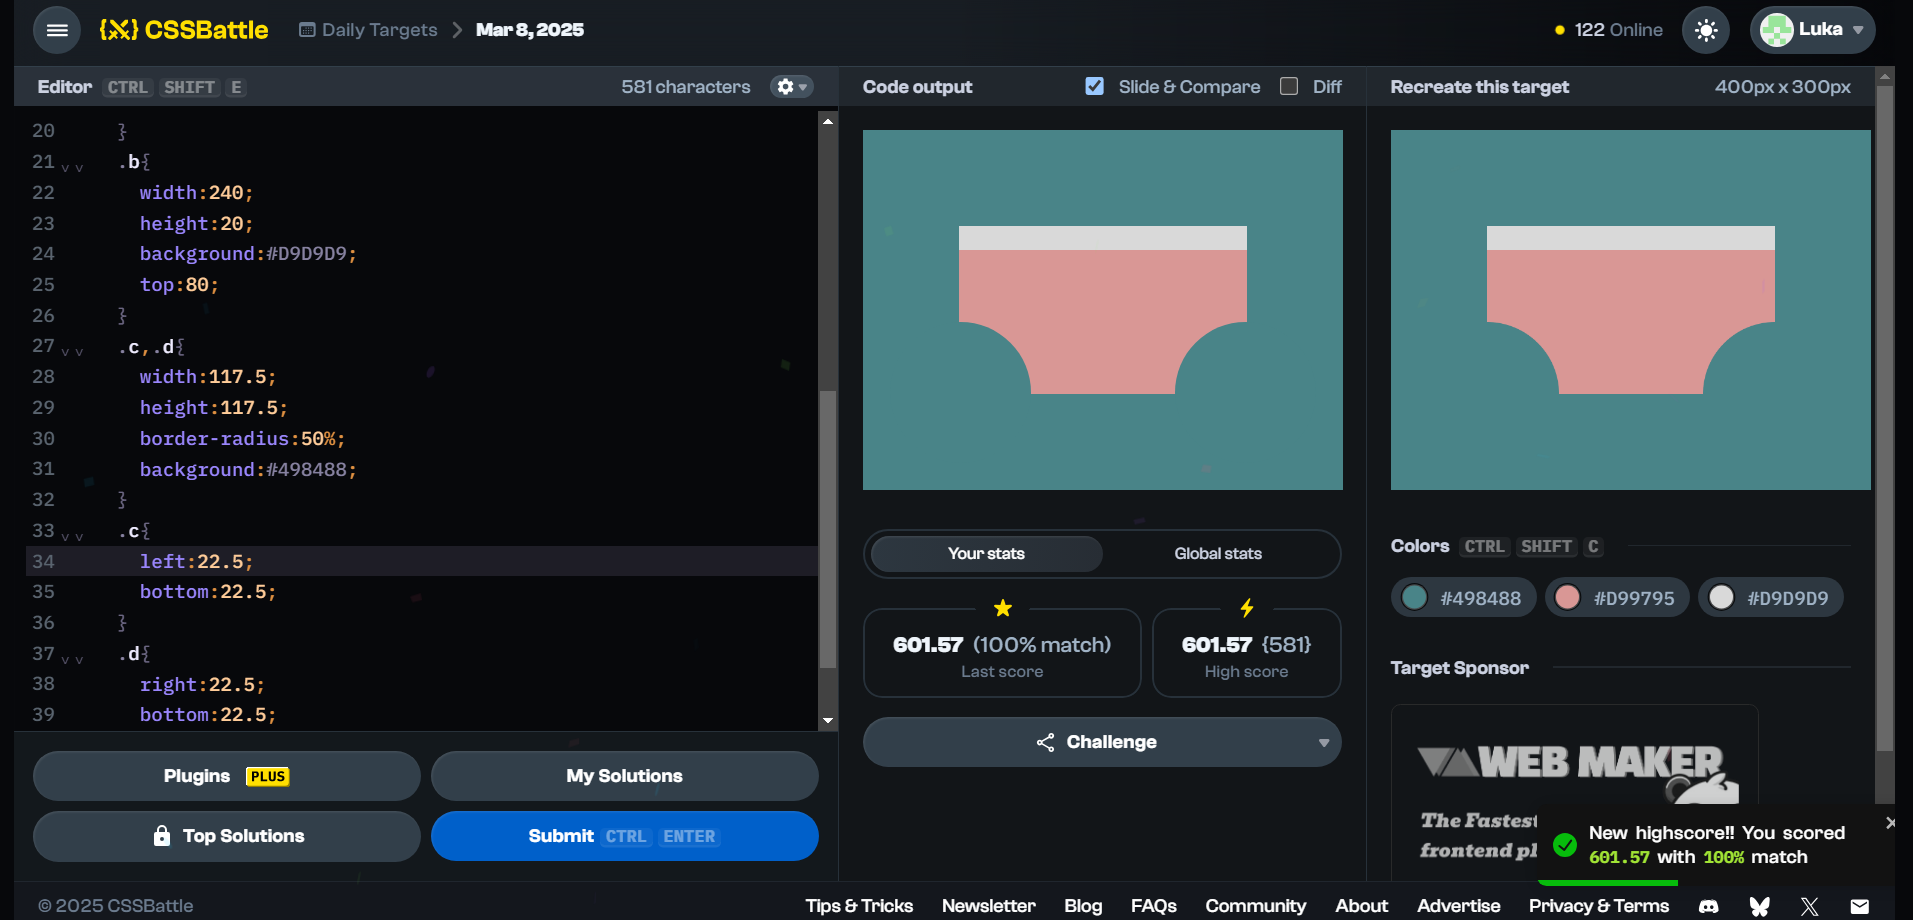 {X} CSSBattle Daily Targets Mar 8, 2025 122 Online Luka
Editor CTRL SHIFT E 581 characters
20 }
21 .b{
22 width:240;
23 height:20;
24 background:#D9D9D9;
25 top:80;
26 }
27 .c,.d{
28 width:117.5;
29 height:117.5;
30 border-radius:50%;
31 background:#498488;
32 }
33 .c{
34 left:22.5;
35 bottom:22.5;
36 }
37 .d{
38 right:22.5;
39 bottom:22.5;
Plugins PLUS My Solutions
Top Solutions Submit CTRL ENTER
Code output Slide & Compare Diff
Your stats Global stats
601.57 (100% match) 601.57 {581}
Last score High score
Challenge
Recreate this target 400px x 300px
Colors CTRL SHIFT C
#498488 #D99795 #D9D9D9
Target Sponsor
WEB MAKER
The Fastest
frontend pl
New highscore!! You scored
601.57 with 100% match
© 2025 CSSBattle Tips & Tricks Newsletter Blog FAQs Community About Advertise Privacy & Terms